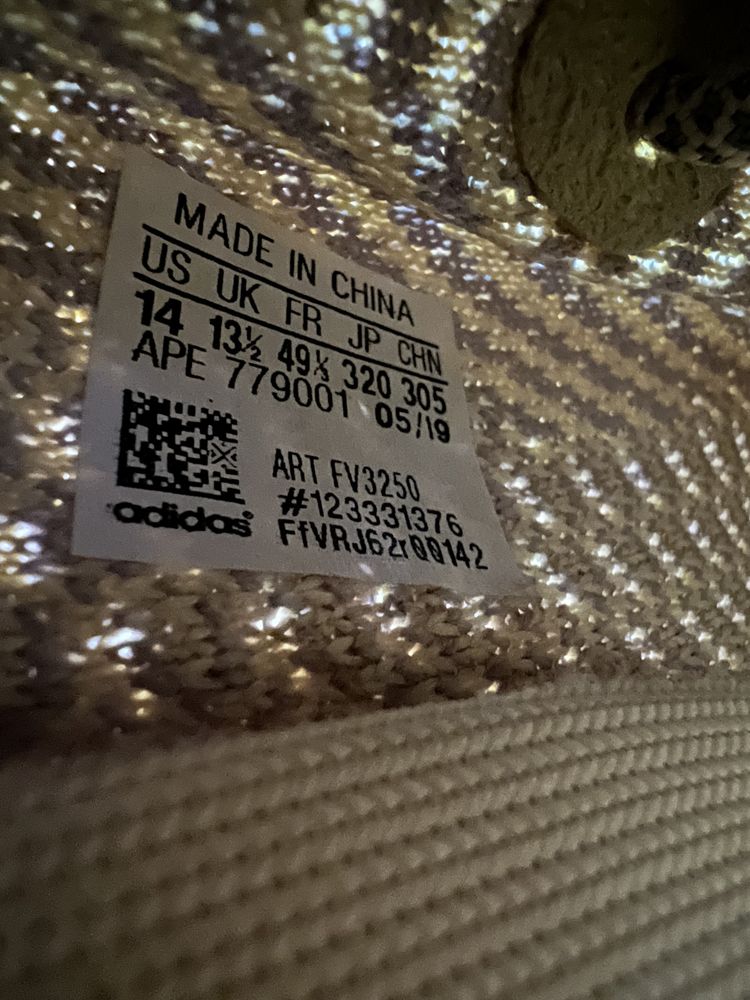 MADE IN CHINA
US UK FR JP CHN
14 13½ 49⅓ 320 305
APE 779001 05/19
ART FV3250
#123331376
FfVRJ62r00142
adidas®